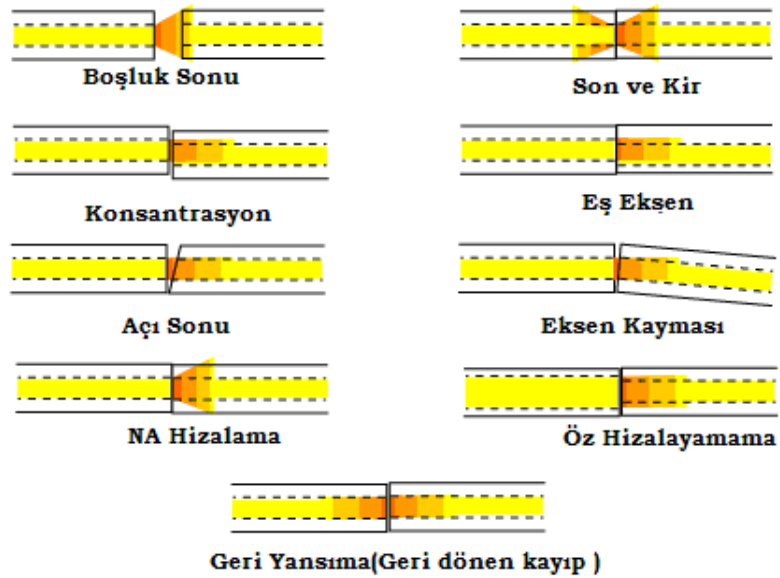 Boşluk Sonu
Son ve Kir
Konsantrasyon
Eş Ekşen
Açı Sonu
Eksen Kayması
NA Hizalama
Öz Hizalayamama
Geri Yansıma(Geri dönen kayıp )